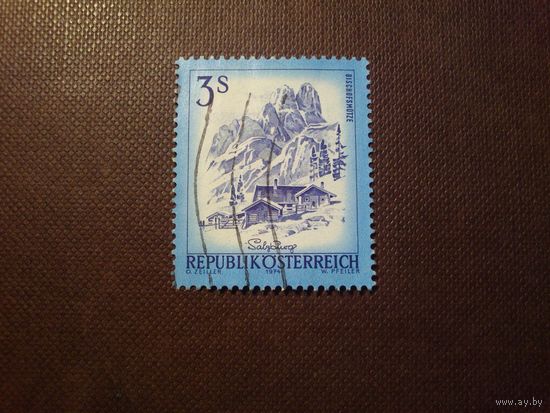 3S
BISCHOFSMÜTZE
Salzburg
REPUBLIK ÖSTERREICH
O. ZEILLER 1974 W. PFEILER
www.ay.by